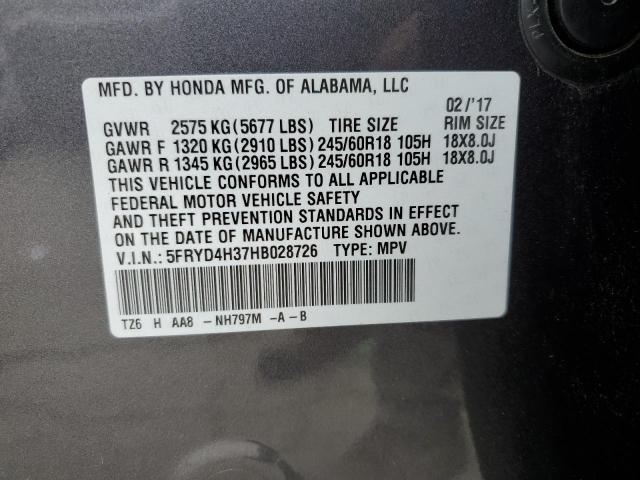 MFD. BY HONDA MFG. OF ALABAMA, LLC
02/'17
GVWR 2575 KG(5677 LBS) TIRE SIZE RIM SIZE
GAWR F 1320 KG(2910 LBS)245/60R18 105H 18X8.0J
GAWR R 1345 KG(2965 LBS)245/60R18 105H 18X8.0J
THIS VEHICLE CONFORMS TO ALL APPLICABLE
FEDERAL MOTOR VEHICLE SAFETY
AND THEFT PREVENTION STANDARDS IN EFFECT
ON THE DATE OF MANUFACTURE SHOWN ABOVE.
V.I.N.: 5FRYD4H37HB028726 TYPE: MPV
TZ6 H AA8 -NH797M -A-B